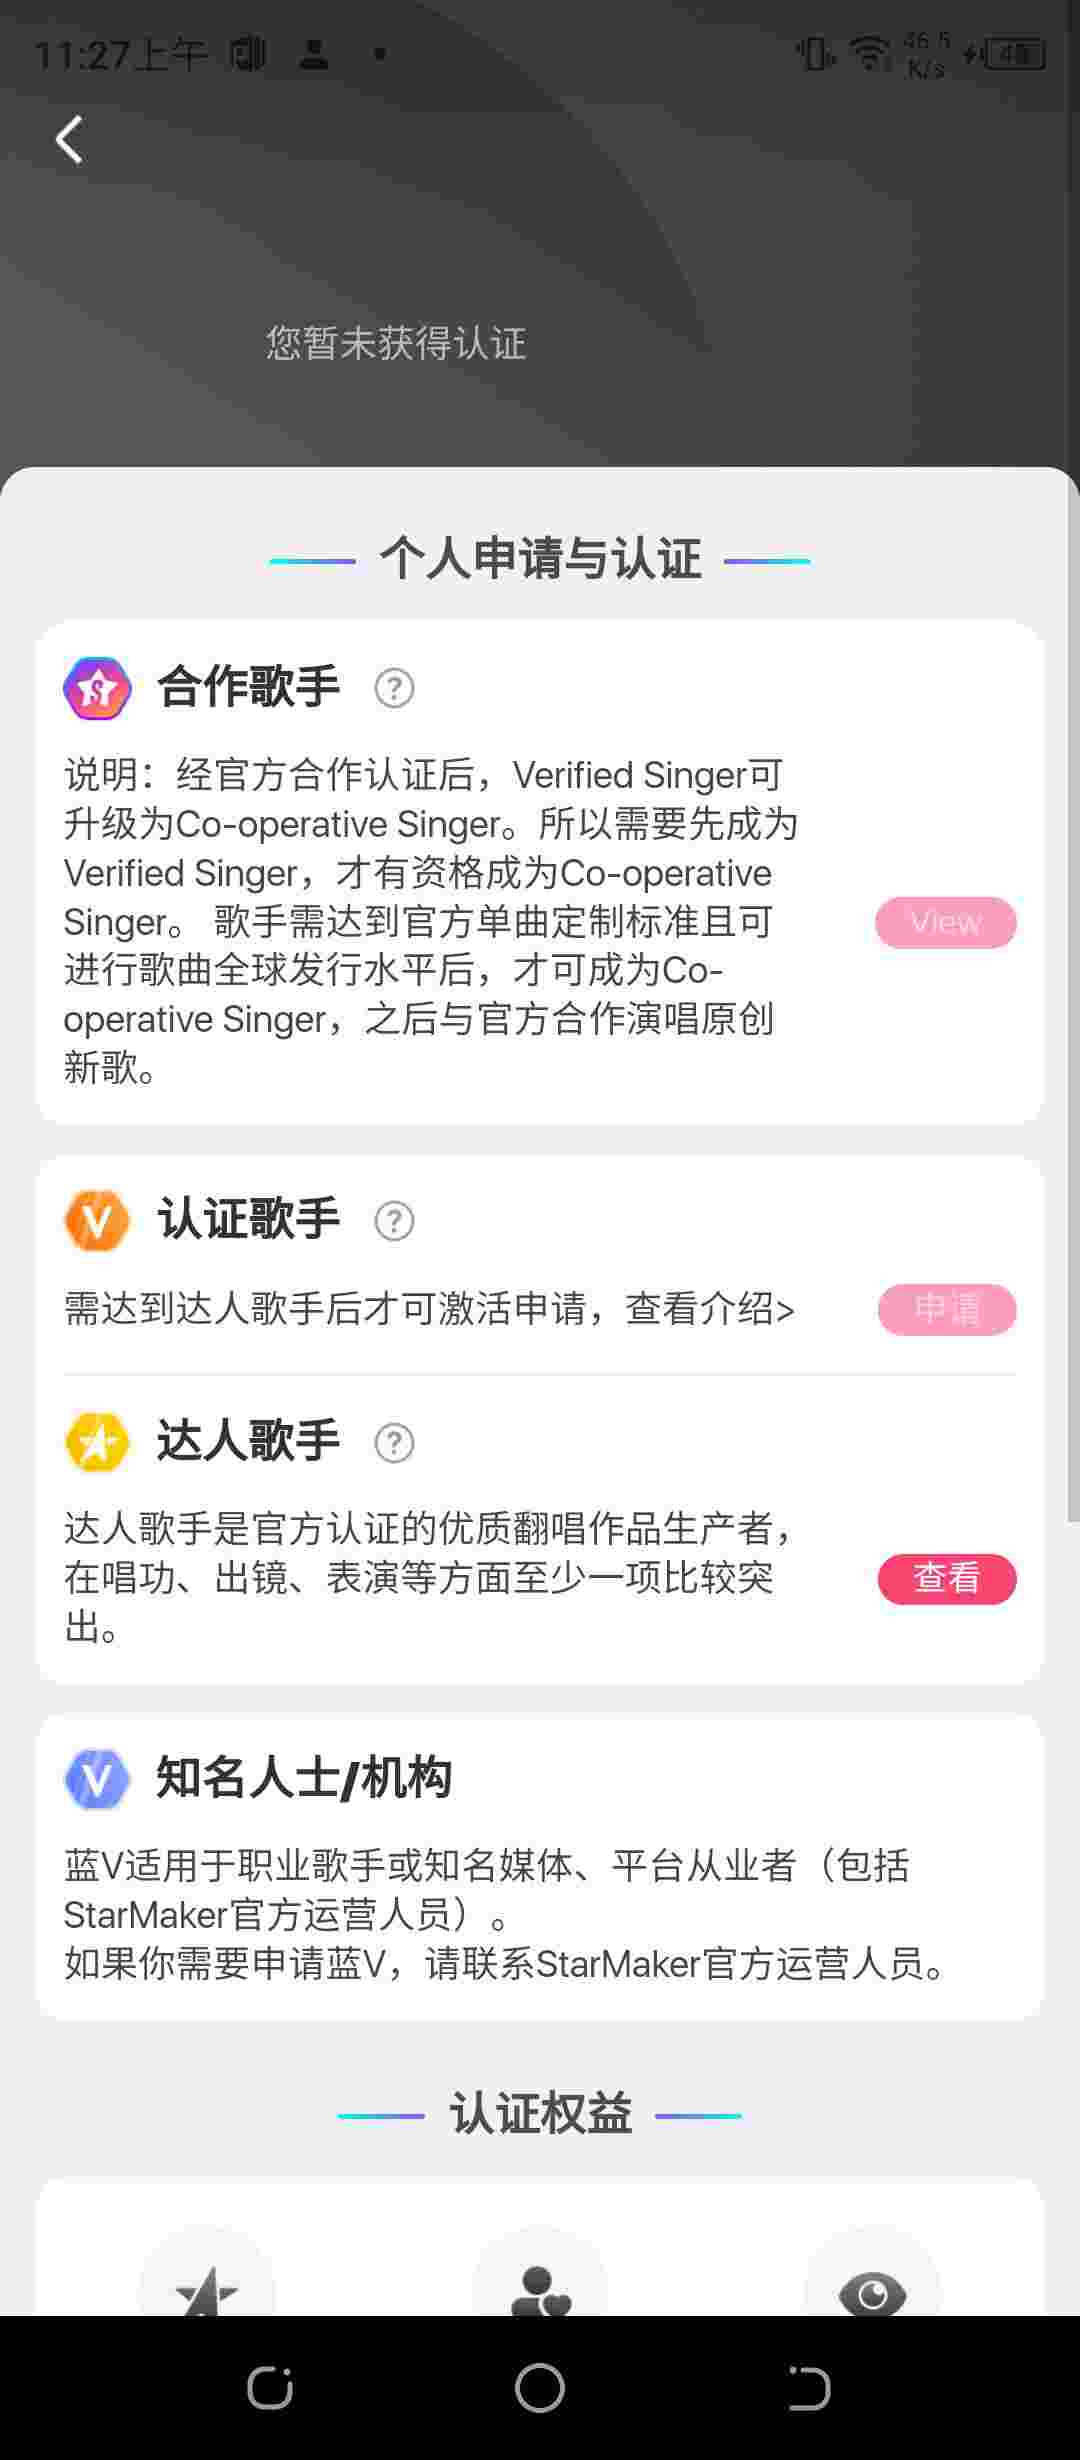 11:27上午
46.5
K/s
您暂未获得认证
个人申请与认证
合作歌手 ?
说明：经官方合作认证后，Verified Singer可
升级为Co-operative Singer。所以需要先成为
Verified Singer，才有资格成为Co-operative
Singer。 歌手需达到官方单曲定制标准且可
进行歌曲全球发行水平后，才可成为Co-
operative Singer，之后与官方合作演唱原创
新歌。
View
认证歌手 ?
需达到达人歌手后才可激活申请，查看介绍>
申请
达人歌手 ?
达人歌手是官方认证的优质翻唱作品生产者，
在唱功、出镜、表演等方面至少一项比较突
出。
查看
知名人士/机构
蓝V适用于职业歌手或知名媒体、平台从业者（包括
StarMaker官方运营人员）。
如果你需要申请蓝V，请联系StarMaker官方运营人员。
认证权益